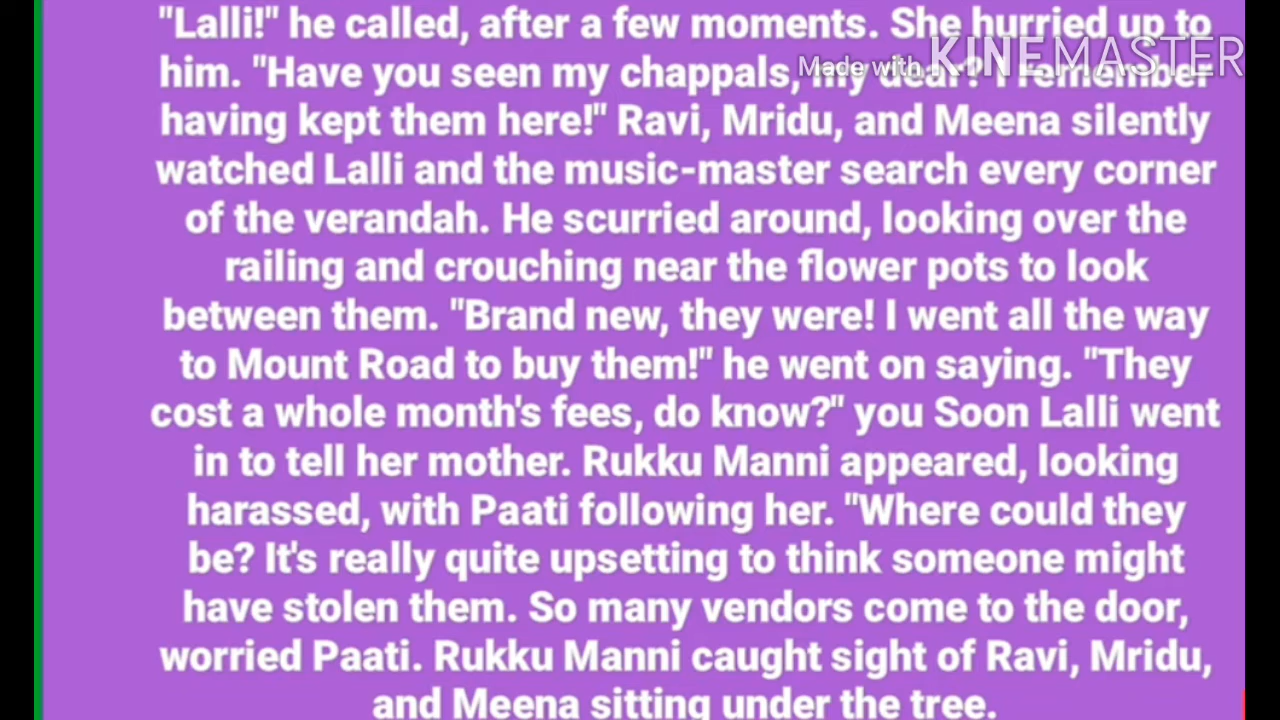 "Lalli!" he called, after a few moments. She hurried up to
him. "Have you seen my chappals, my dear? I remember
Made with KINEMASTER
having kept them here!" Ravi, Mridu, and Meena silently
watched Lalli and the music-master search every corner
of the verandah. He scurried around, looking over the
railing and crouching near the flower pots to look
between them. "Brand new, they were! I went all the way
to Mount Road to buy them!" he went on saying. "They
cost a whole month's fees, do know?" you Soon Lalli went
in to tell her mother. Rukku Manni appeared, looking
harassed, with Paati following her. "Where could they
be? It's really quite upsetting to think someone might
have stolen them. So many vendors come to the door,
worried Paati. Rukku Manni caught sight of Ravi, Mridu,
and Meena sitting under the tree.